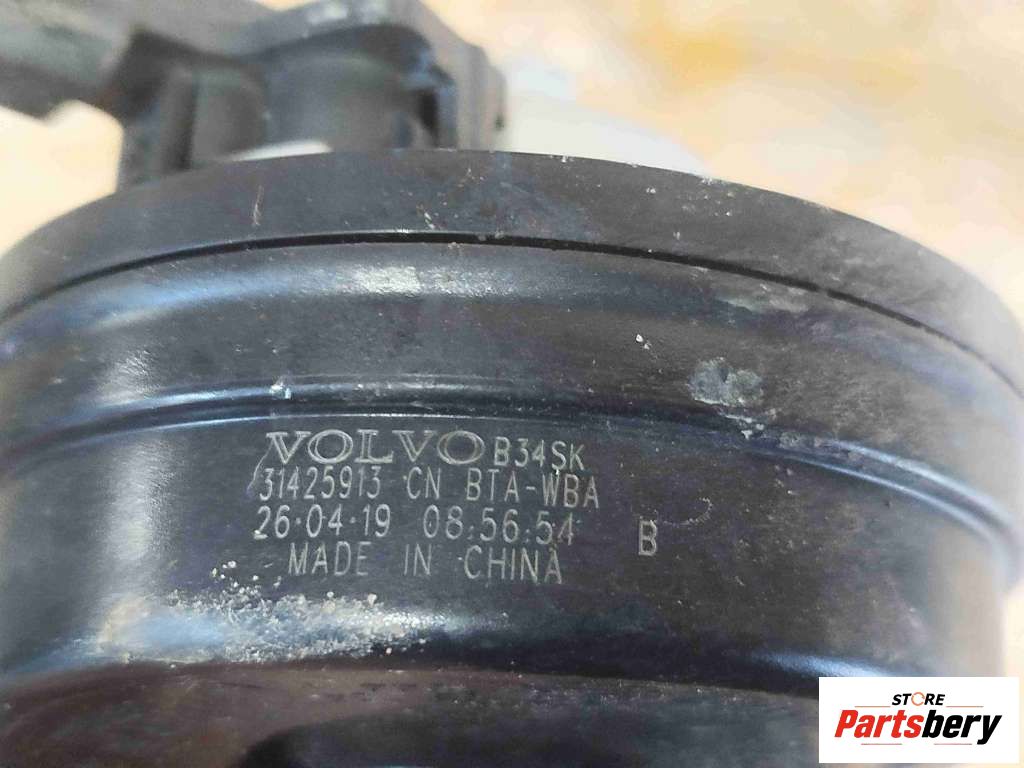 VOLVO B34SK
31425913 CN BTA-WBA
26·04·19 08:56:54 B
MADE IN CHINA
STORE
Partsbery